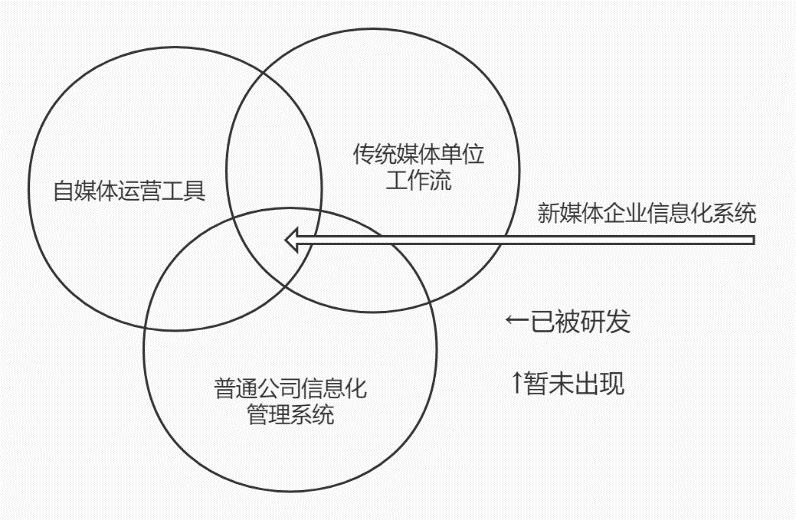 传统媒体单位
工作流
自媒体运营工具
新媒体企业信息化系统
←已被研发
↑暂未出现
普通公司信息化
管理系统